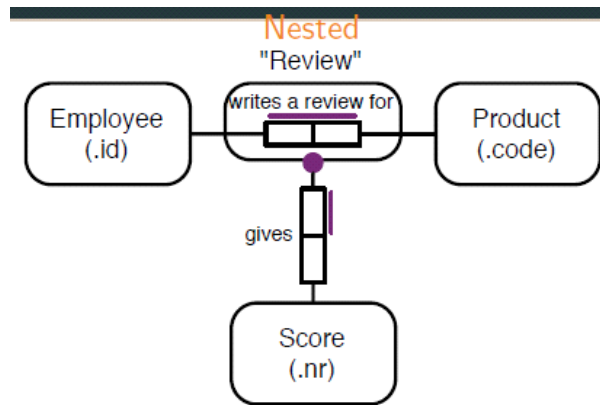 Nested
"Review"
writes a review for
Employee
(.id)
Product
(.code)
gives
Score
(.nr)